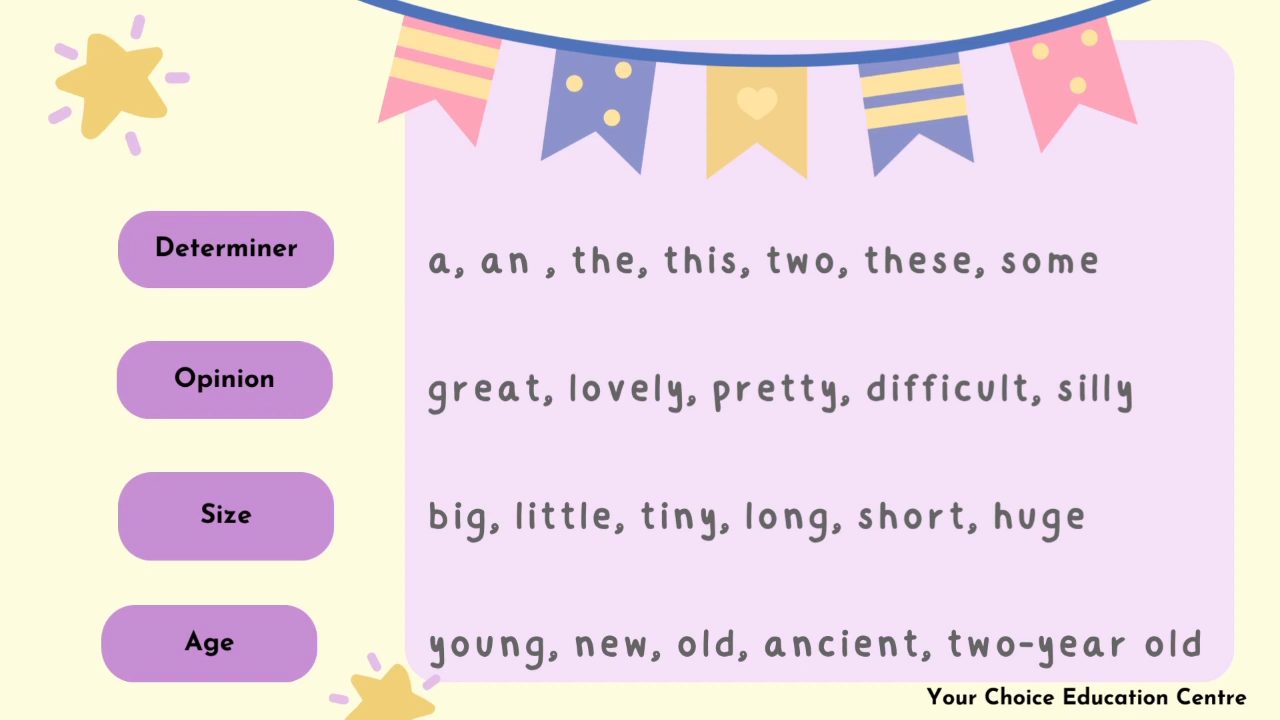 Determiner
a, an , the, this, two, these, some
Opinion
great, lovely, pretty, difficult, silly
Size
big, little, tiny, long, short, huge
Age
young, new, old, ancient, two-year old
Your Choice Education Centre